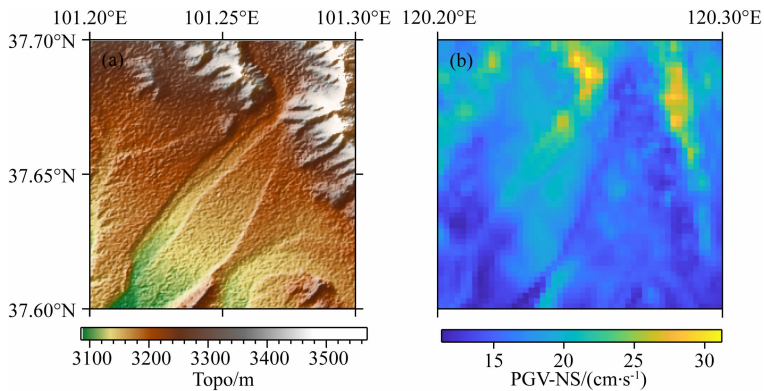 101.20°E 101.25°E 101.30°E 120.20°E 120.30°E
37.70°N
(a) (b)
37.65°N
37.60°N
3100 3200 3300 3400 3500 15 20 25 30
Topo/m PGV-NS/(cm·s⁻¹)